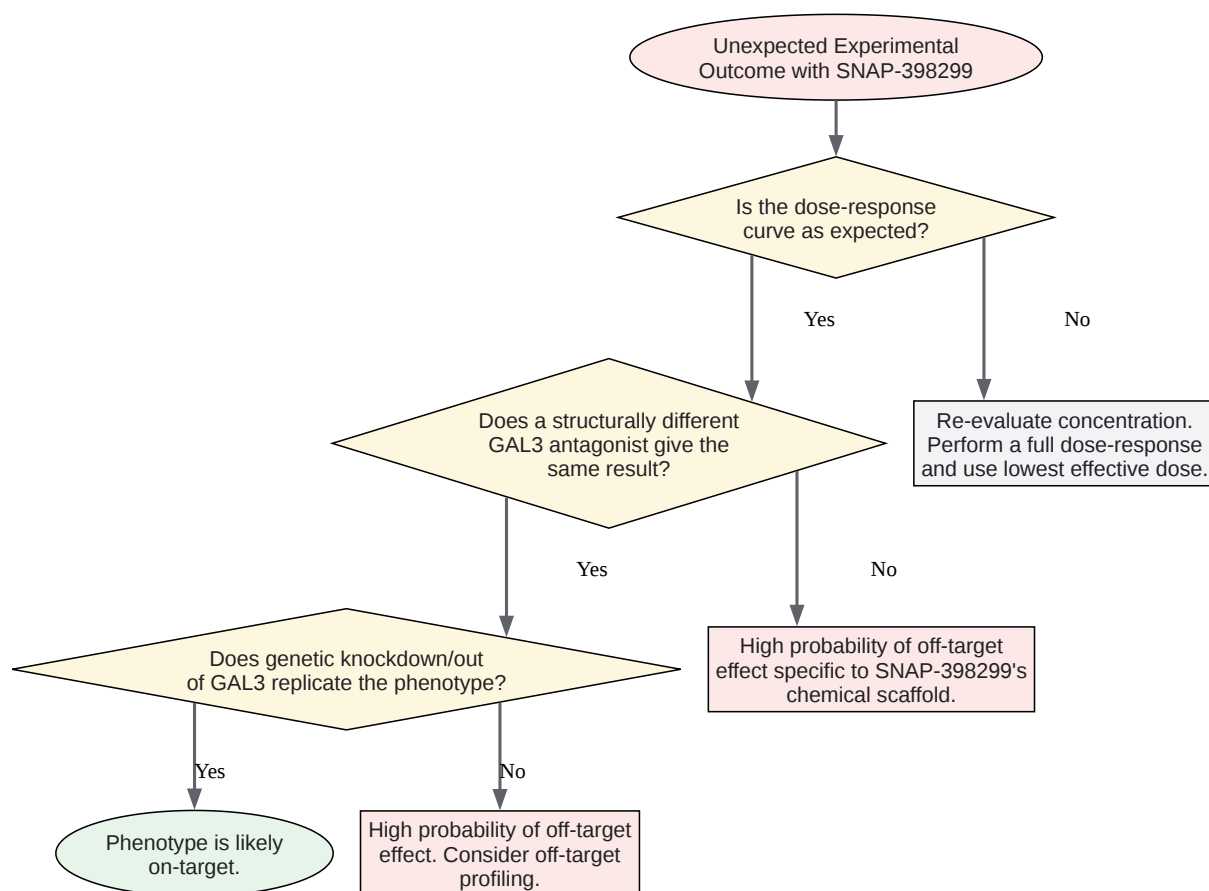 Unexpected Experimental
Outcome with SNAP-398299
Is the dose-response
curve as expected?
Yes
No
Does a structurally different
GAL3 antagonist give the
same result?
Re-evaluate concentration.
Perform a full dose-response
and use lowest effective dose.
Yes
No
Does genetic knockdown/out
of GAL3 replicate the phenotype?
High probability of off-target
effect specific to SNAP-398299's
chemical scaffold.
Yes
No
Phenotype is likely
on-target.
High probability of off-target
effect. Consider off-target
profiling.